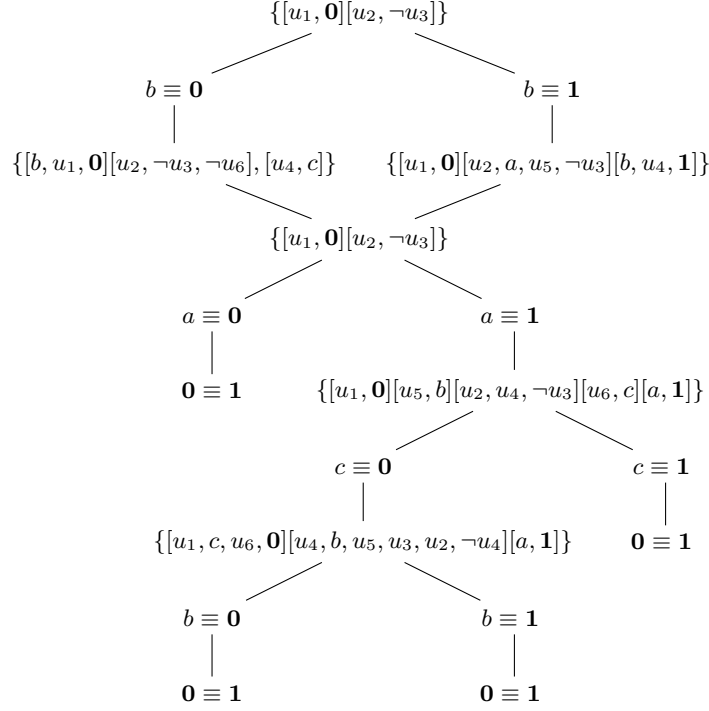 {[u₁, 𝟎][u₂, ¬u₃]}
b ≡ 𝟎 b ≡ 𝟏
{[b, u₁, 𝟎][u₂, ¬u₃, ¬u₆], [u₄, c]} {[u₁, 𝟎][u₂, a, u₅, ¬u₃][b, u₄, 𝟏]}
{[u₁, 𝟎][u₂, ¬u₃]}
a ≡ 𝟎 a ≡ 𝟏
𝟎 ≡ 𝟏 {[u₁, 𝟎][u₅, b][u₂, u₄, ¬u₃][u₆, c][a, 𝟏]}
c ≡ 𝟎 c ≡ 𝟏
{[u₁, c, u₆, 𝟎][u₄, b, u₅, u₃, u₂, ¬u₄][a, 𝟏]} 𝟎 ≡ 𝟏
b ≡ 𝟎 b ≡ 𝟏
𝟎 ≡ 𝟏 𝟎 ≡ 𝟏